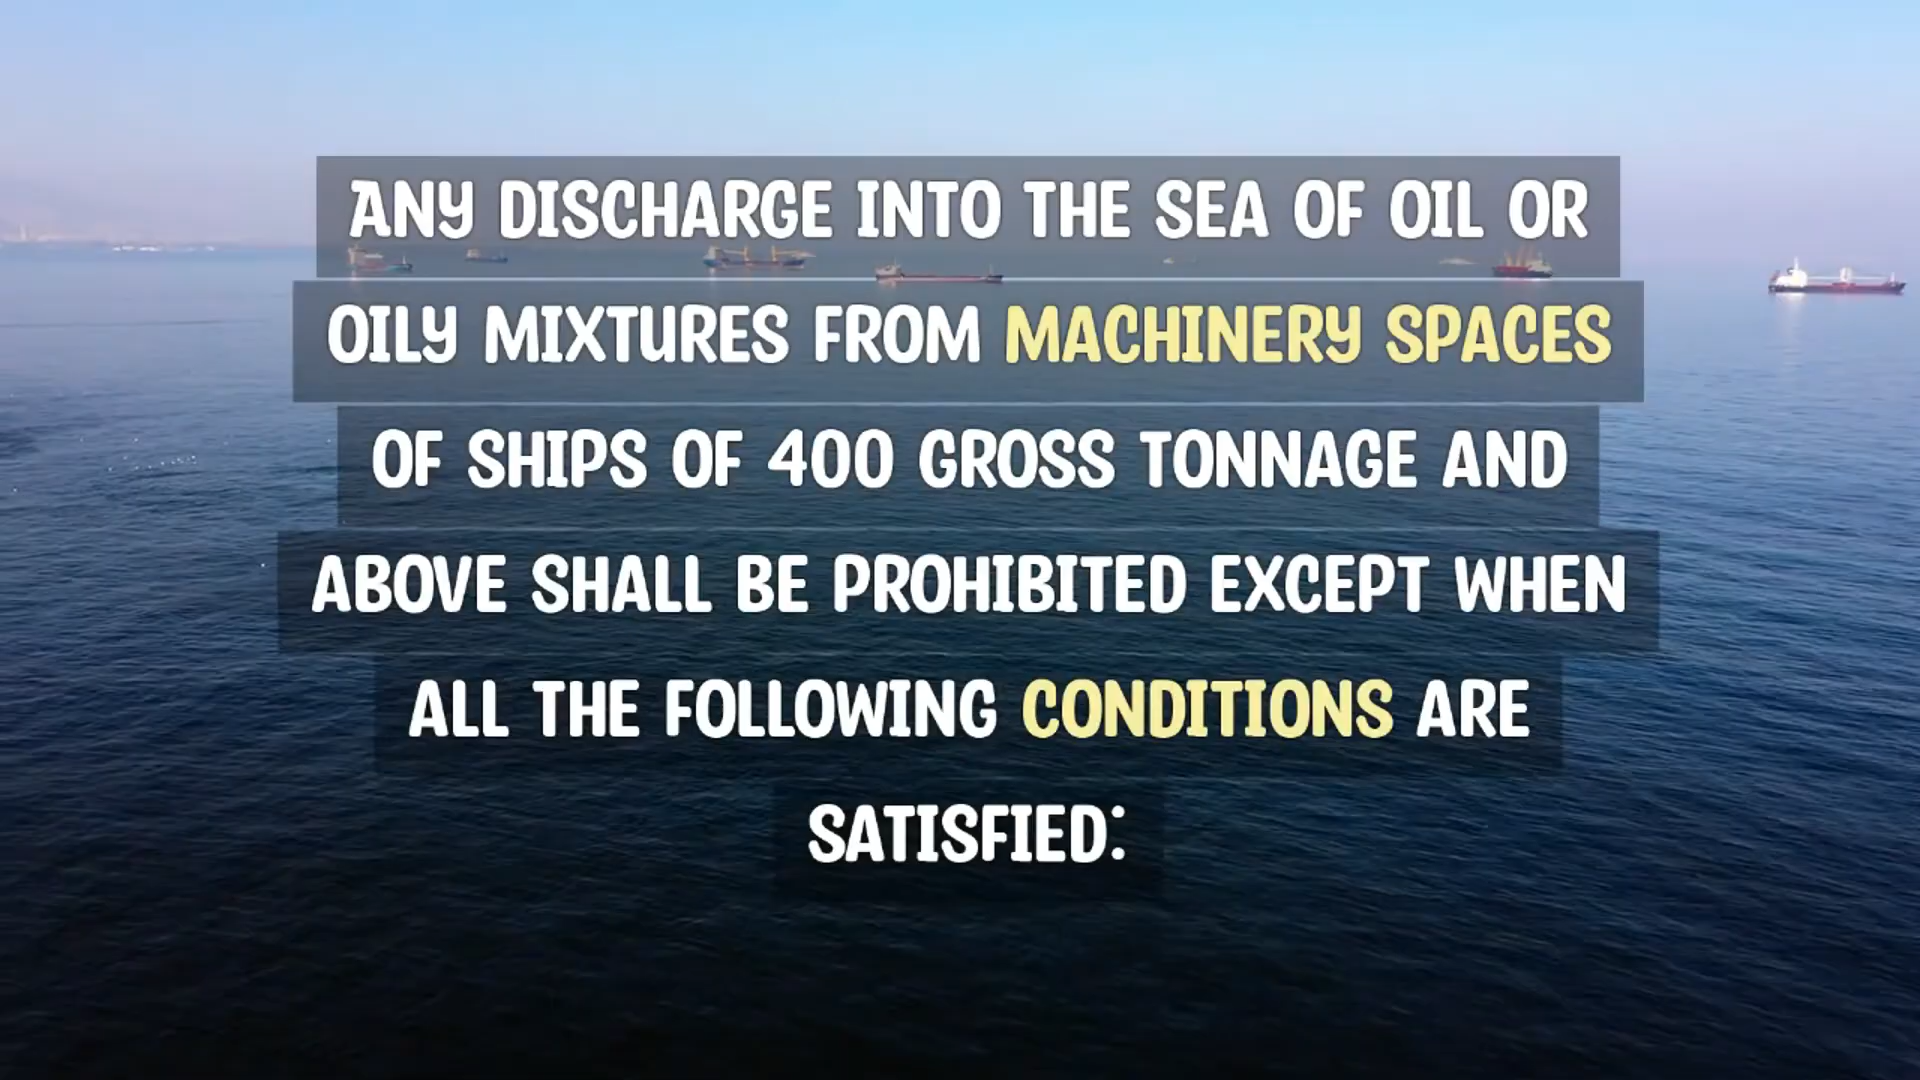 ANY DISCHARGE INTO THE SEA OF OIL OR
OILY MIXTURES FROM MACHINERY SPACES
OF SHIPS OF 400 GROSS TONNAGE AND
ABOVE SHALL BE PROHIBITED EXCEPT WHEN
ALL THE FOLLOWING CONDITIONS ARE
SATISFIED: